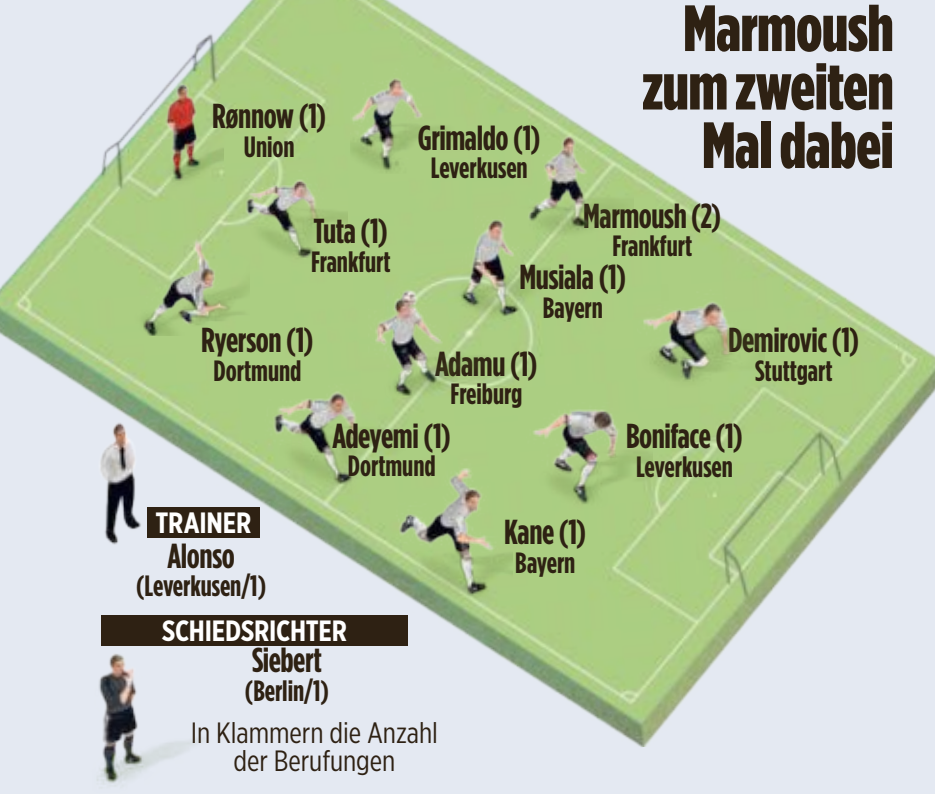 Marmoush
zum zweiten
Mal dabei
Rønnow (1)
Union
Grimaldo (1)
Leverkusen
Marmoush (2)
Frankfurt
Tuta (1)
Frankfurt
Musiala (1)
Bayern
Ryerson (1)
Dortmund
Adamu (1)
Freiburg
Demirovic (1)
Stuttgart
Adeyemi (1)
Dortmund
Boniface (1)
Leverkusen
Kane (1)
Bayern
TRAINER
Alonso
(Leverkusen/1)
SCHIEDSRICHTER
Siebert
(Berlin/1)
In Klammern die Anzahl
der Berufungen